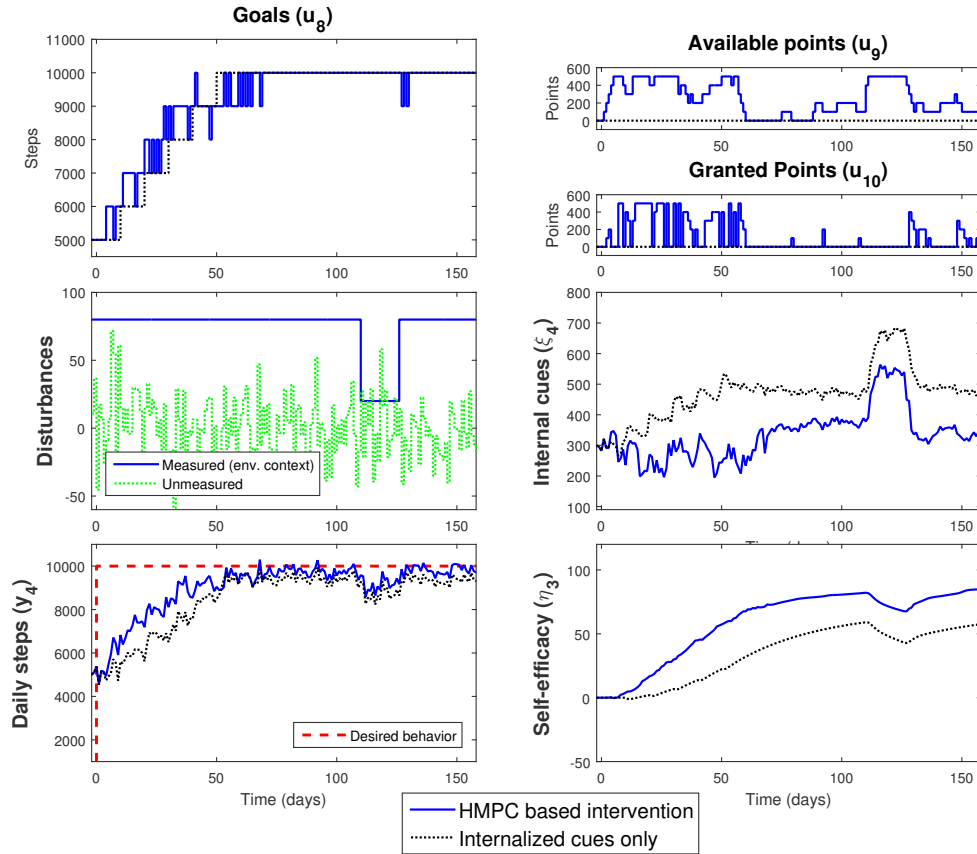 Goals (u8)
11000
10000
9000
8000
7000
6000
5000
Steps
0 50 100 150
Available points (u9)
600
400
200
0
Points
0 50 100 150
Granted Points (u10)
600
400
200
0
Points
0 50 100 150
100
50
0
-50
Disturbances
Measured (env. context)
Unmeasured
0 50 100 150
800
700
600
500
400
300
200
100
Internal cues (ξ4)
0 50 100 150
Time (days)
10000
8000
6000
4000
2000
Daily steps (y4)
Desired behavior
0 50 100 150
Time (days)
100
50
0
-50
Self-efficacy (η3)
0 50 100 150
HMPC based intervention
Internalized cues only